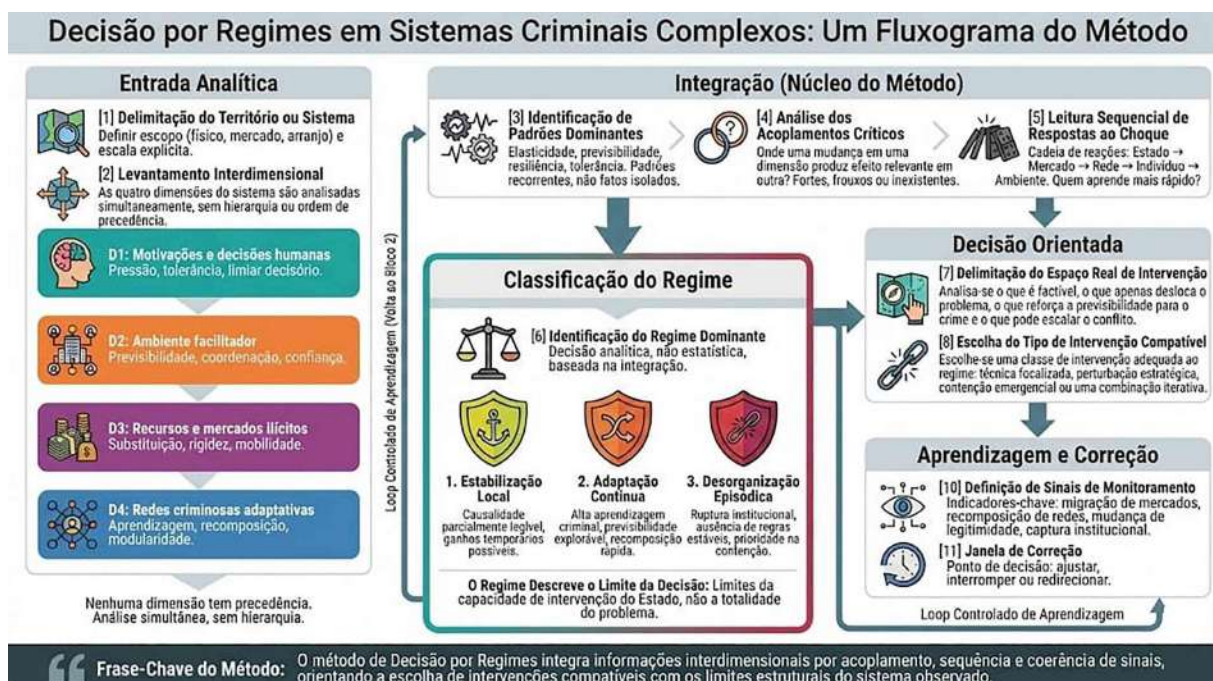 Decisão por Regimes em Sistemas Criminais Complexos: Um Fluxograma do Método
Entrada Analítica
[1] Delimitação do Território ou Sistema
Definir escopo (físico, mercado, arranjo) e
escala explicita.
[2] Levantamento Interdimensional
As quatro dimensões do sistema são analisadas
simultaneamente, sem hierarquia ou ordem de
precedência.
D1: Motivações e decisões humanas
Pressão, tolerância, limiar decisório.
D2: Ambiente facilitador
Previsibilidade, coordenação, confiança.
D3: Recursos e mercados ilícitos
Substituição, rigidez, mobilidade.
D4: Redes criminosas adaptativas
Aprendizagem, recomposição,
modularidade.
Nenhuma dimensão tem precedência.
Análise simultânea, sem hierarquia.
Loop Controlado de Aprendizagem (Volta ao Bloco 2)
Integração (Núcleo do Método)
[3] Identificação de
Padrões Dominantes
Elasticidade, previsibilidade,
resiliência, tolerância. Padrões
recorrentes, não fatos isolados.
[4] Análise dos
Acoplamentos Críticos
Onde uma mudança em uma
dimensão produz efeito relevante em
outra? Fortes, frouxos ou inexistentes.
[5] Leitura Sequencial de
Respostas ao Choque
Cadeia de reações: Estado →
Mercado → Rede → Indivíduo →
Ambiente. Quem aprende mais rápido?
Classificação do Regime
[6] Identificação do Regime Dominante
Decisão analítica, não estatística,
baseada na integração.
1. Estabilização
Local
Causalidade
parcialmente legível,
ganhos temporários
possíveis.
2. Adaptação
Continua
Alta aprendizagem
criminal, previsibilidade
explorável, recomposição
rápida.
3. Desorganização
Episódica
Ruptura institucional,
ausência de regras
estáveis, prioridade na
contenção.
O Regime Descreve o Limite da Decisão: Limites da
capacidade de intervenção do Estado, não a totalidade
do problema.
Decisão Orientada
[7] Delimitação do Espaço Real de Intervenção
Analisa-se o que é factível, o que apenas desloca o
problema, o que reforça a previsibilidade para o
crime e o que pode escalar o conflito.
[8] Escolha do Tipo de Intervenção Compatível
Escolhe-se uma classe de intervenção adequada ao
regime: técnica focalizada, perturbação estratégica,
contenção emergencial ou uma combinação iterativa.
Aprendizagem e Correção
[10] Definição de Sinais de Monitoramento
Indicadores-chave: migração de mercados,
recomposição de redes, mudança de
legitimidade, captura institucional.
[11] Janela de Correção
Ponto de decisão: ajustar,
interromper ou redirecionar.
Loop Controlado de Aprendizagem
Frase-Chave do Método: O método de Decisão por Regimes integra informações interdimensionais por acoplamento, sequência e coerência de sinais,
orientando a escolha de intervenções compatíveis com os limites estruturais do sistema observado.